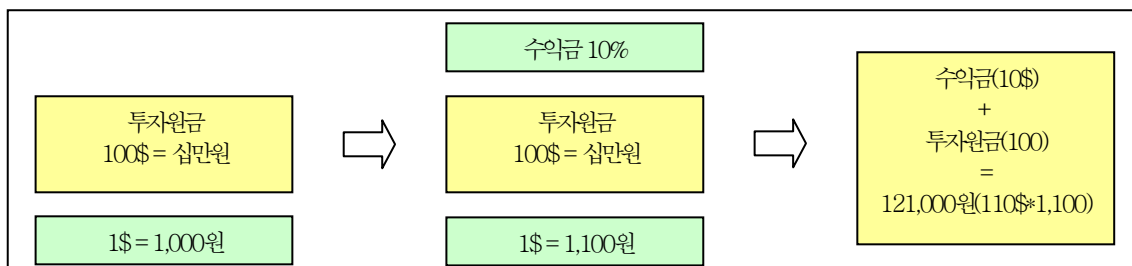 투자원금
100$ = 십만원
1$ = 1,000원
수익금 10%
투자원금
100$ = 십만원
1$ = 1,100원
수익금(10$)
+
투자원금(100)
=
121,000원(110$*1,100)